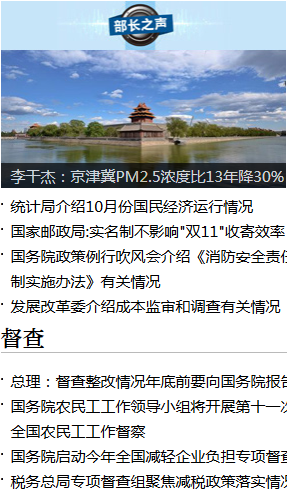 部长之声
李干杰：京津冀PM2.5浓度比13年降30%
· 统计局介绍10月份国民经济运行情况
· 国家邮政局:实名制不影响"双11"收寄效率
· 国务院政策例行吹风会介绍《消防安全责任
制实施办法》有关情况
· 发展改革委介绍成本监审和调查有关情况
督查
· 总理：督查整改情况年底前要向国务院报告
· 国务院农民工工作领导小组将开展第十一次
全国农民工工作督察
· 国务院启动今年全国减轻企业负担专项督查
· 税务总局专项督查组聚焦减税政策落实情况